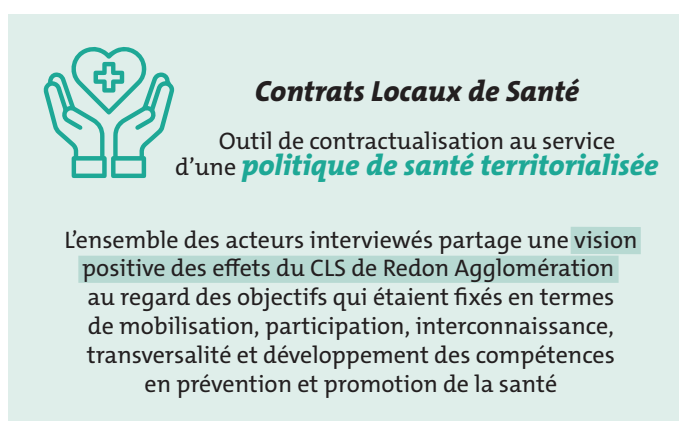 Contrats Locaux de Santé
Outil de contractualisation au service
d'une politique de santé territorialisée
L'ensemble des acteurs interviewés partage une vision
positive des effets du CLS de Redon Agglomération
au regard des objectifs qui étaient fixés en termes
de mobilisation, participation, interconnaissance,
transversalité et développement des compétences
en prévention et promotion de la santé